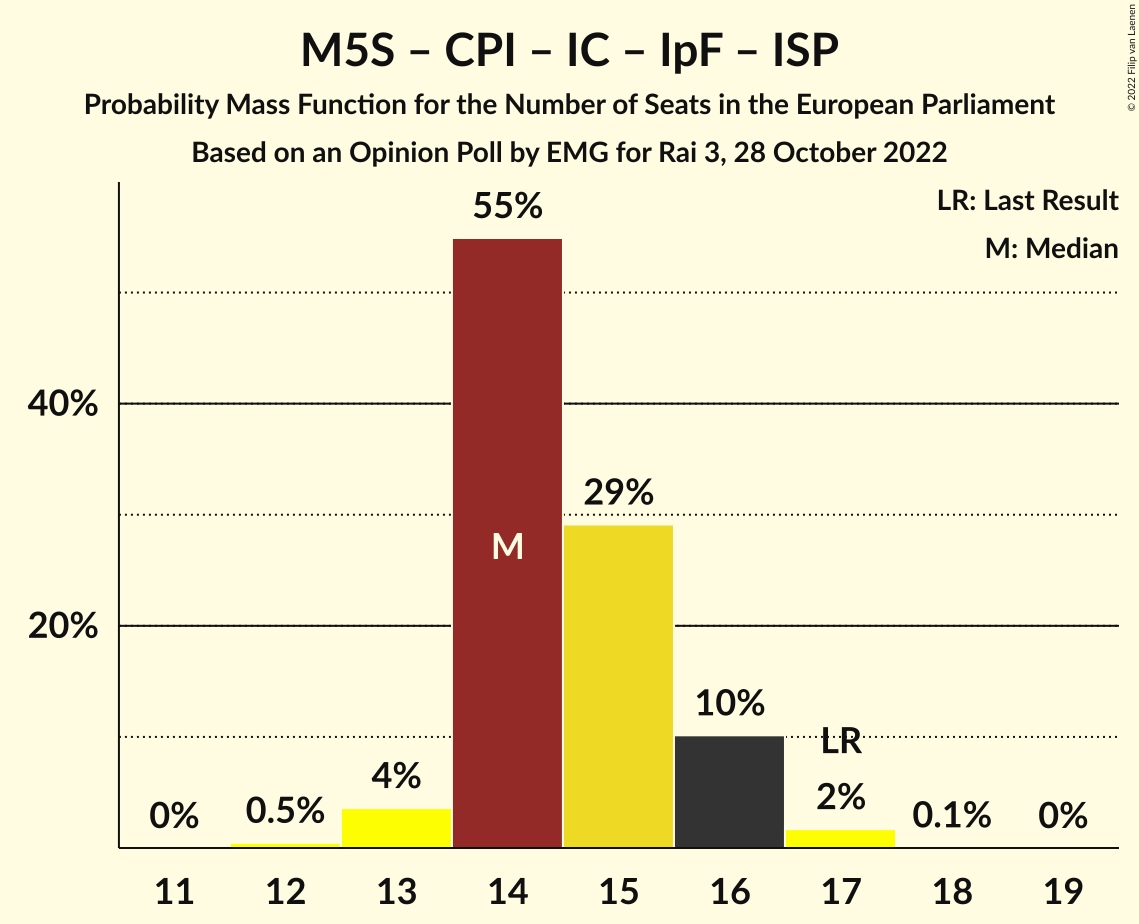 M5S – CPI – IC – IpF – ISP
Probability Mass Function for the Number of Seats in the European Parliament
Based on an Opinion Poll by EMG for Rai 3, 28 October 2022
© 2022 Filip van Laenen
LR: Last Result
M: Median
55%
40%
29%
M
20%
10%
LR
4%
2%
0%
0.5%
0.1%
0%
11 12 13 14 15 16 17 18 19